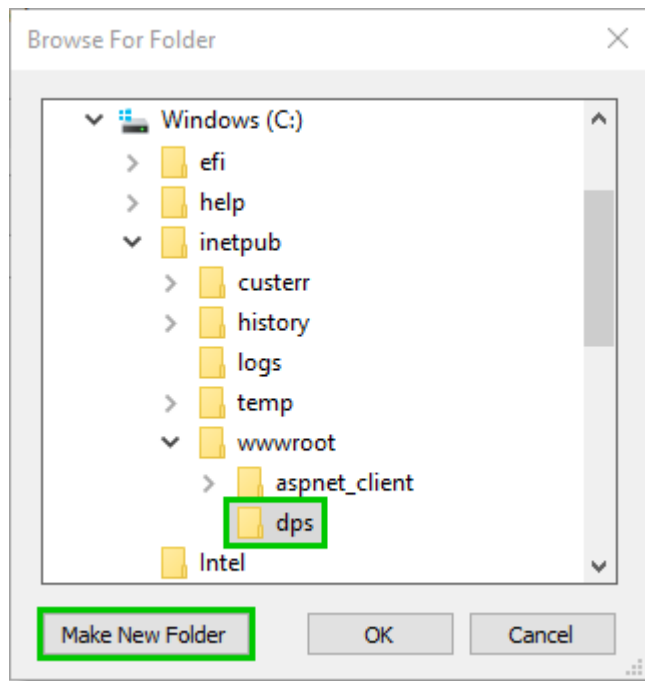 Browse For Folder
Windows (C:)
efi
help
inetpub
custerr
history
logs
temp
wwwroot
aspnet_client
dps
Intel
Make New Folder
OK
Cancel